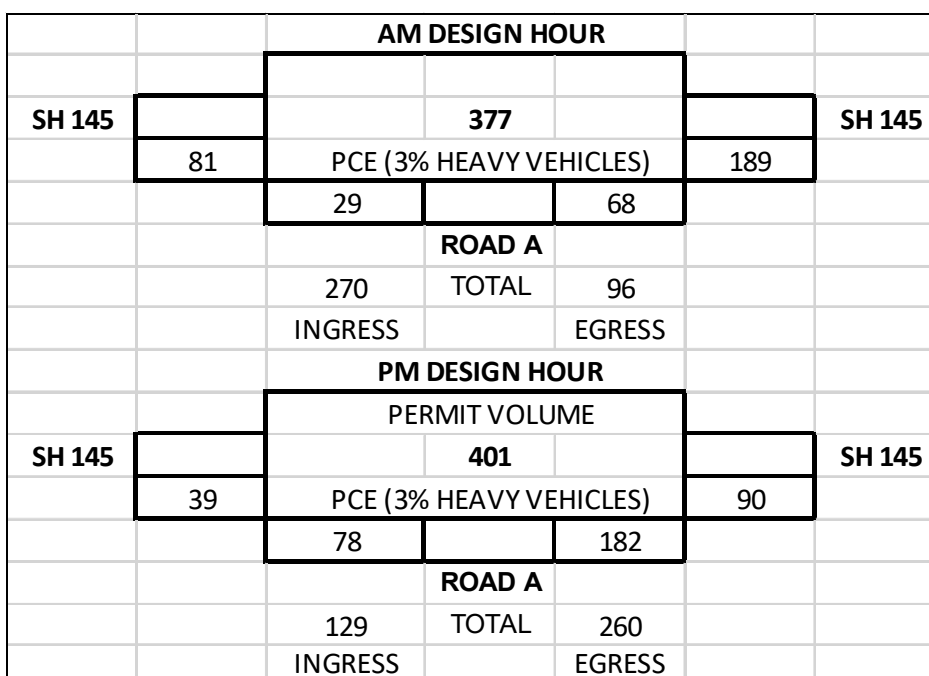 AM DESIGN HOUR
SH 145 377 SH 145
81 PCE (3% HEAVY VEHICLES) 189
29 68
ROAD A
270 TOTAL 96
INGRESS EGRESS
PM DESIGN HOUR
PERMIT VOLUME
SH 145 401 SH 145
39 PCE (3% HEAVY VEHICLES) 90
78 182
ROAD A
129 TOTAL 260
INGRESS EGRESS